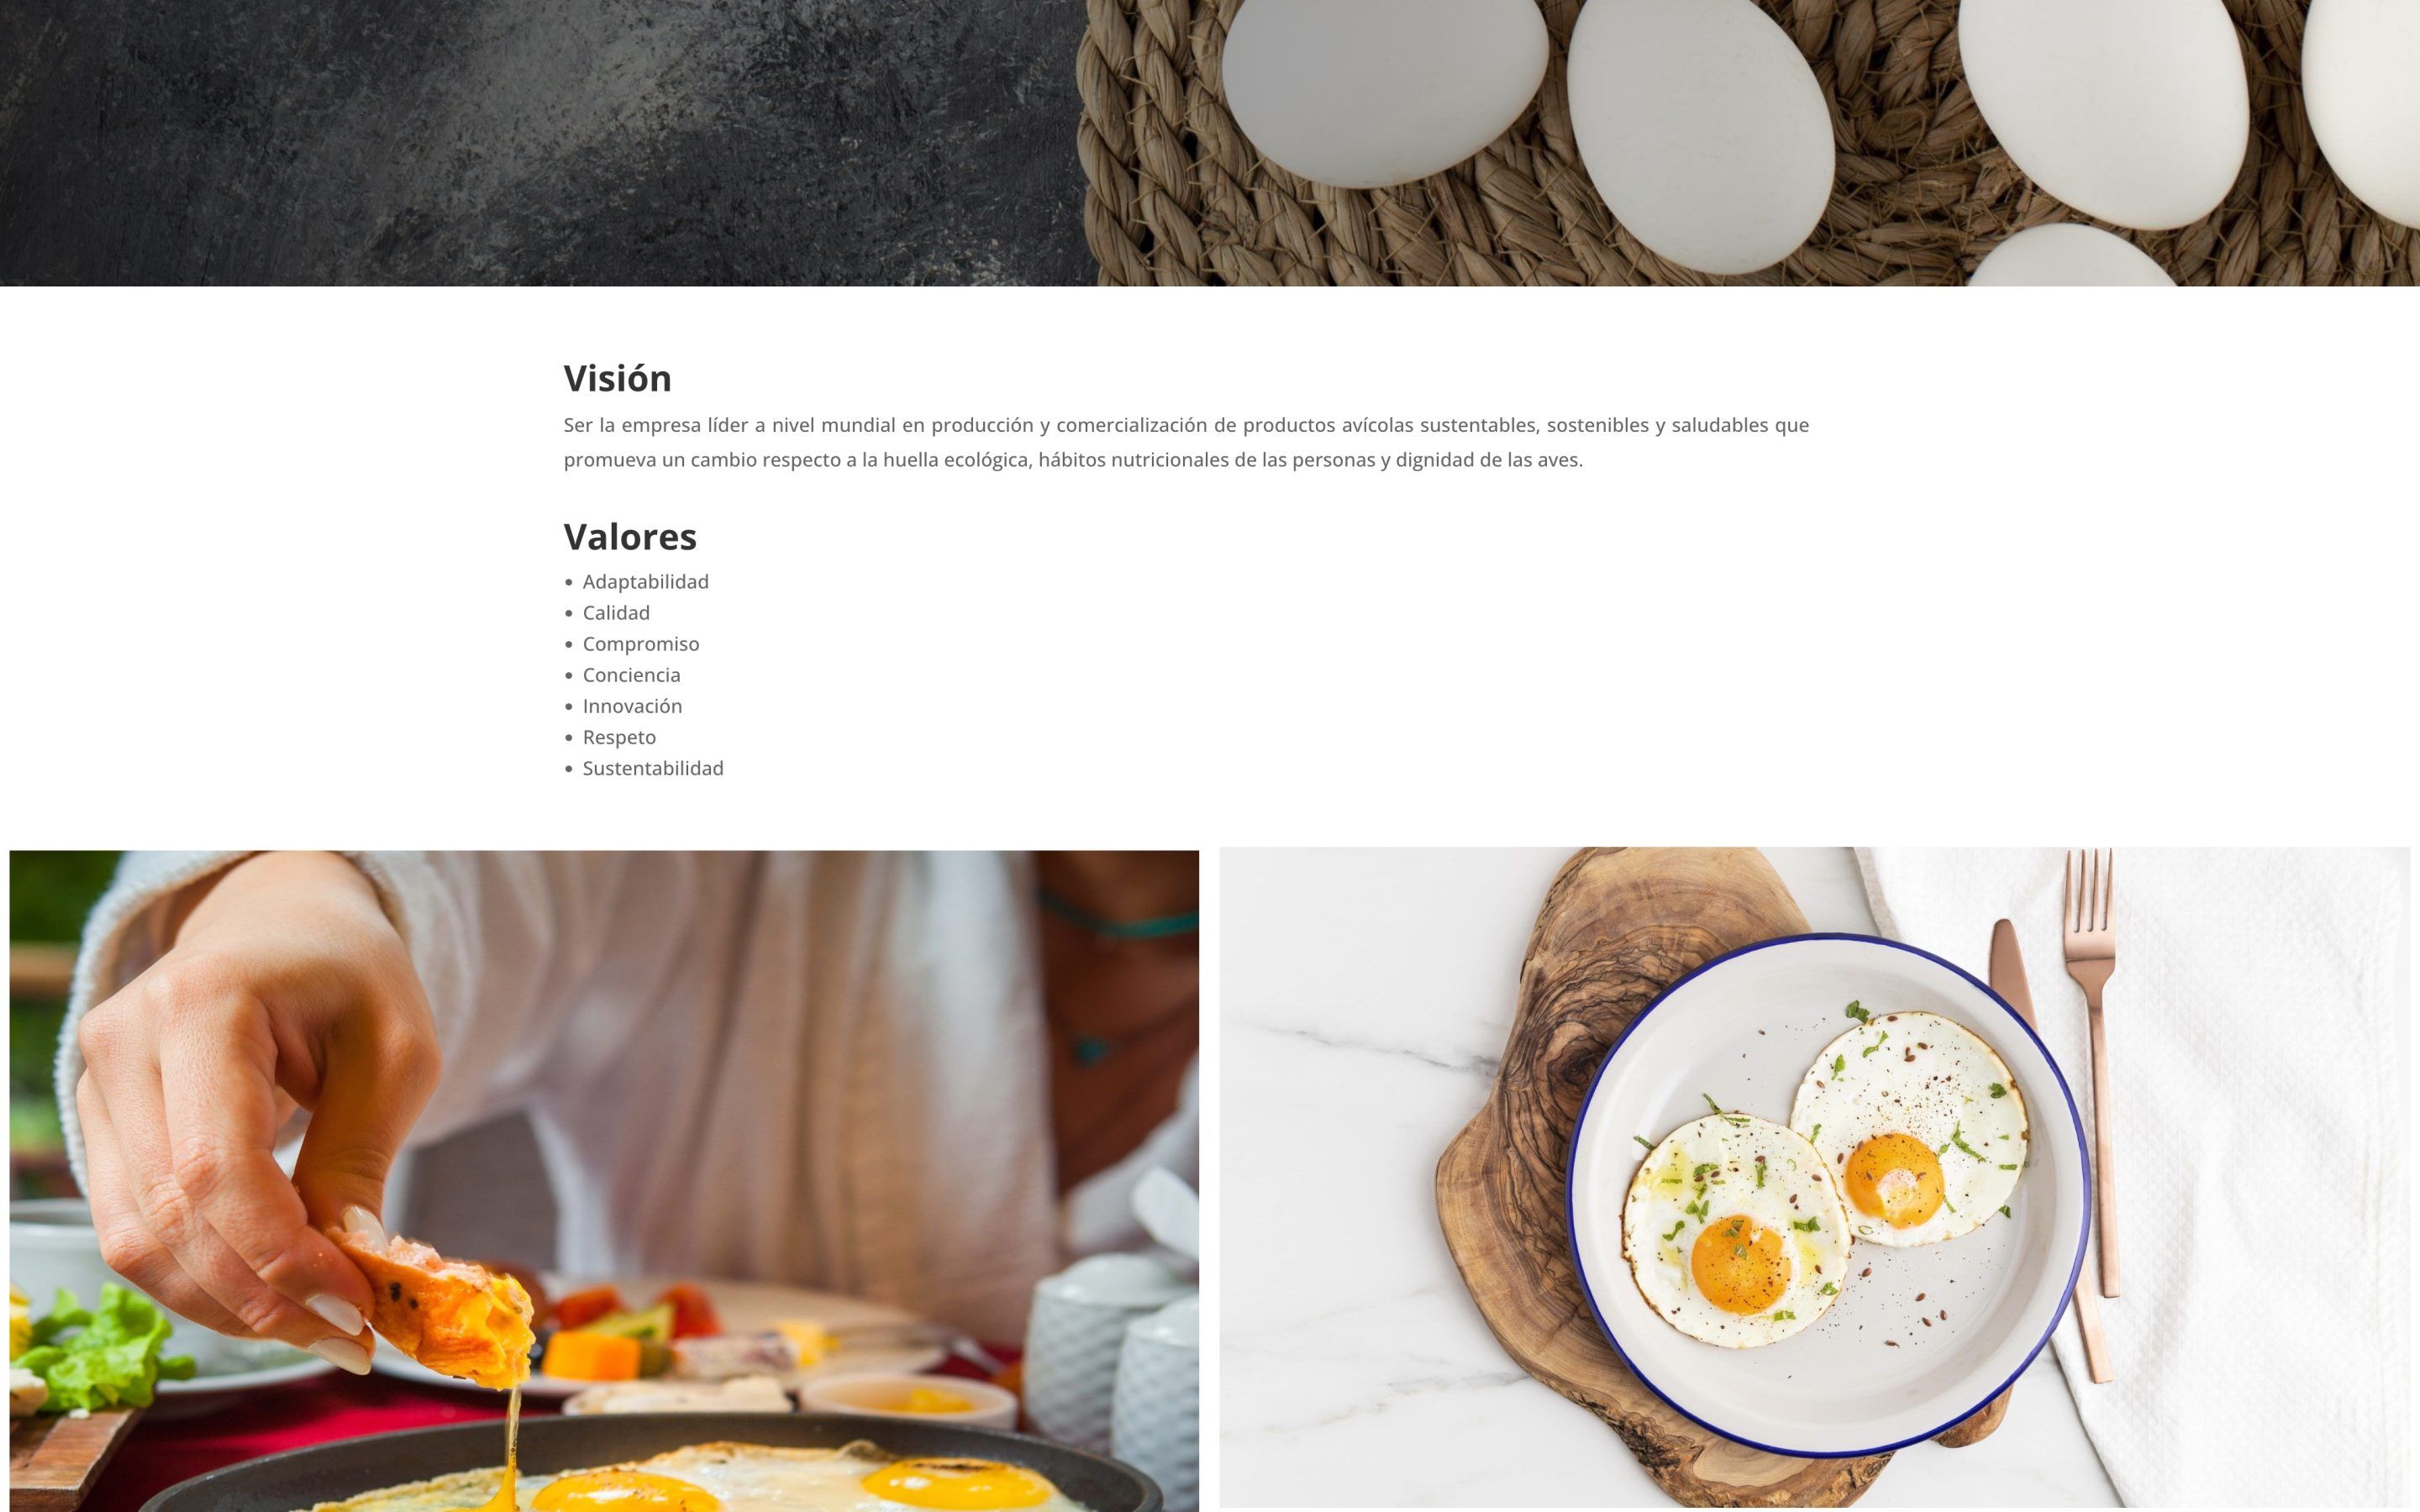 Visión
Ser la empresa líder a nivel mundial en producción y comercialización de productos avícolas sustentables, sostenibles y saludables que
promueva un cambio respecto a la huella ecológica, hábitos nutricionales de las personas y dignidad de las aves.
Valores
• Adaptabilidad
• Calidad
• Compromiso
• Conciencia
• Innovación
• Respeto
• Sustentabilidad